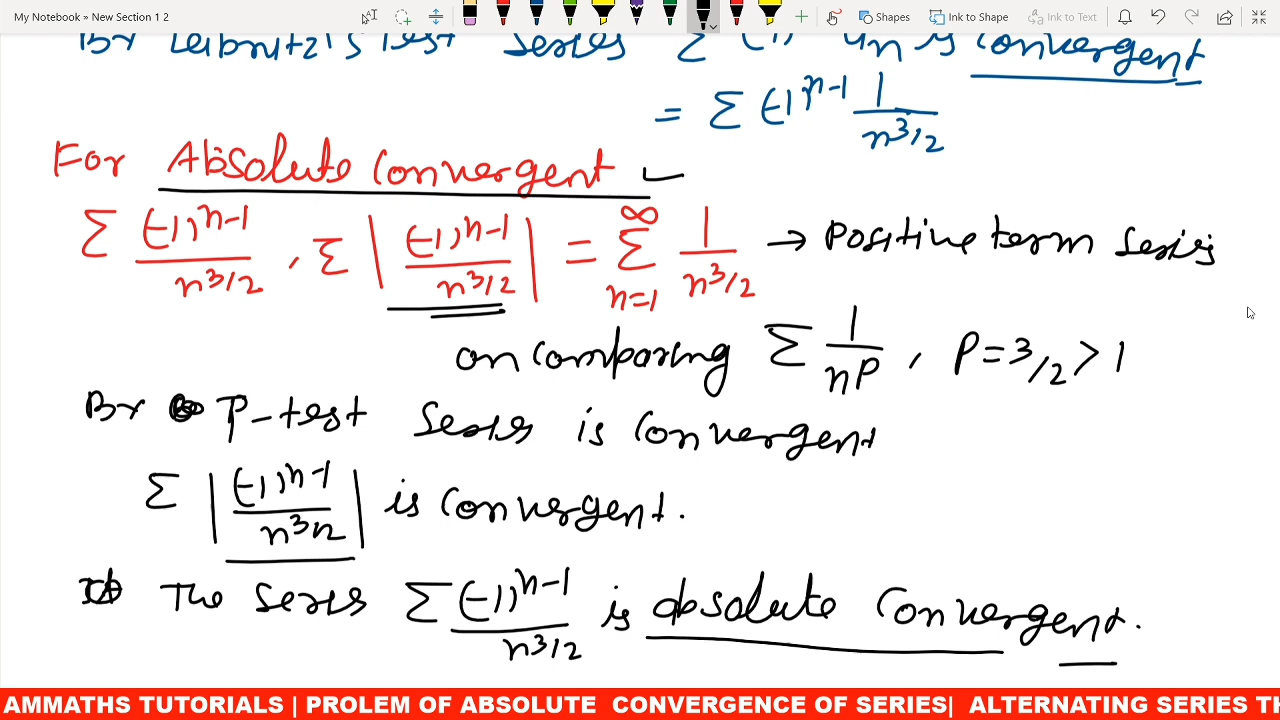 My Notebook » New Section 1 2
Shapes Ink to Shape Ink to Text
By Leibnitz's test series Σ (-1) un is convergent
= Σ (-1)^n-1 1/n^3/2
For Absolute Convergent
Σ (-1)^n-1/n^3/2 , Σ |(-1)^n-1/n^3/2| = Σ n=1 ∞ 1/n^3/2 → Positive term series
on comparing Σ 1/n^P , P = 3/2 > 1
By P-test series is convergent
Σ |(-1)^n-1/n^3/2| is convergent.
The series Σ (-1)^n-1/n^3/2 is absolute convergent.
AMMATHS TUTORIALS | PROLEM OF ABSOLUTE CONVERGENCE OF SERIES| ALTERNATING SERIES TH